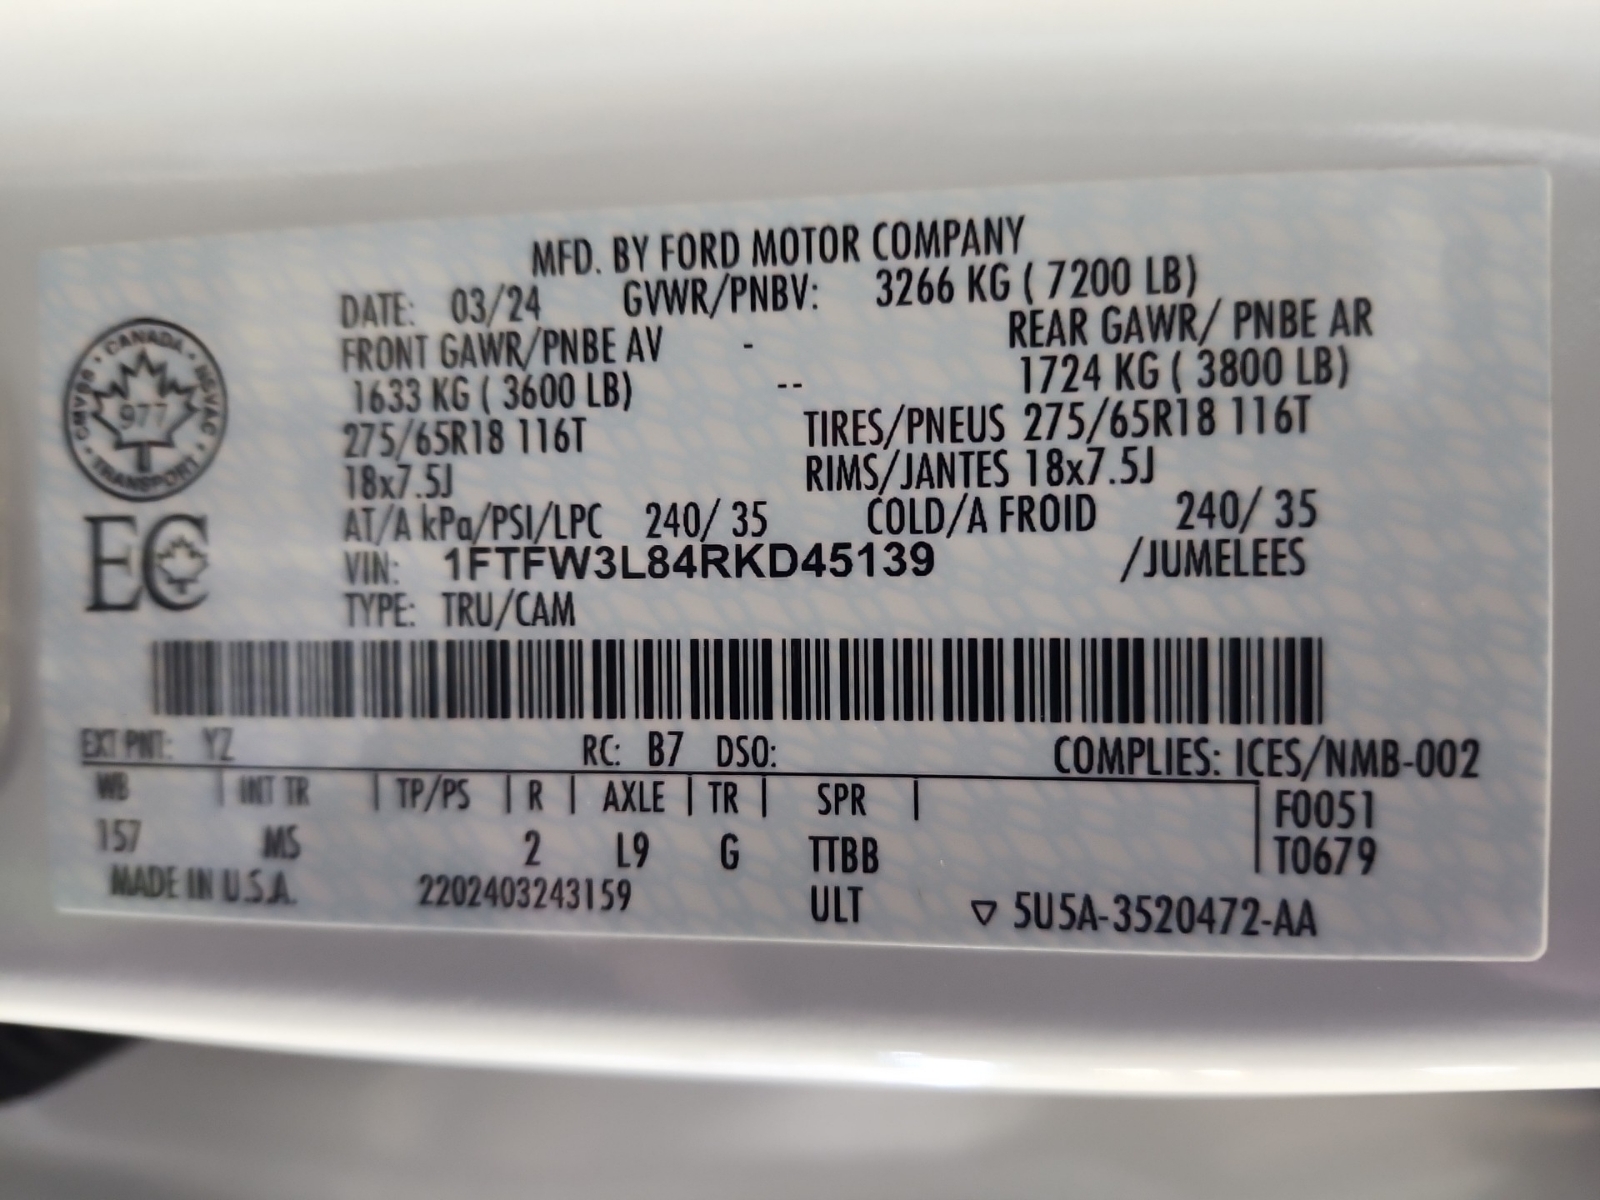 MFD. BY FORD MOTOR COMPANY
DATE: 03/24 GVWR/PNBV: 3266 KG ( 7200 LB)
FRONT GAWR/PNBE AV - REAR GAWR/ PNBE AR
1633 KG ( 3600 LB) -- 1724 KG ( 3800 LB)
275/65R18 116T TIRES/PNEUS 275/65R18 116T
18x7.5J RIMS/JANTES 18x7.5J
AT/A kPa/PSI/LPC 240/ 35 COLD/A FROID 240/ 35
VIN: 1FTFW3L84RKD45139 /JUMELEES
TYPE: TRU/CAM
CANADA
CMVSS NSVAC
977
TRANSPORT
EC
EXT PNT: YZ RC: B7 DSO: COMPLIES: ICES/NMB-002
WB | INT TR | TP/PS | R | AXLE | TR | SPR | F0051
157 MS 2 L9 G TTBB T0679
MADE IN U.S.A. 2202403243159 ULT ▽ 5U5A-3520472-AA